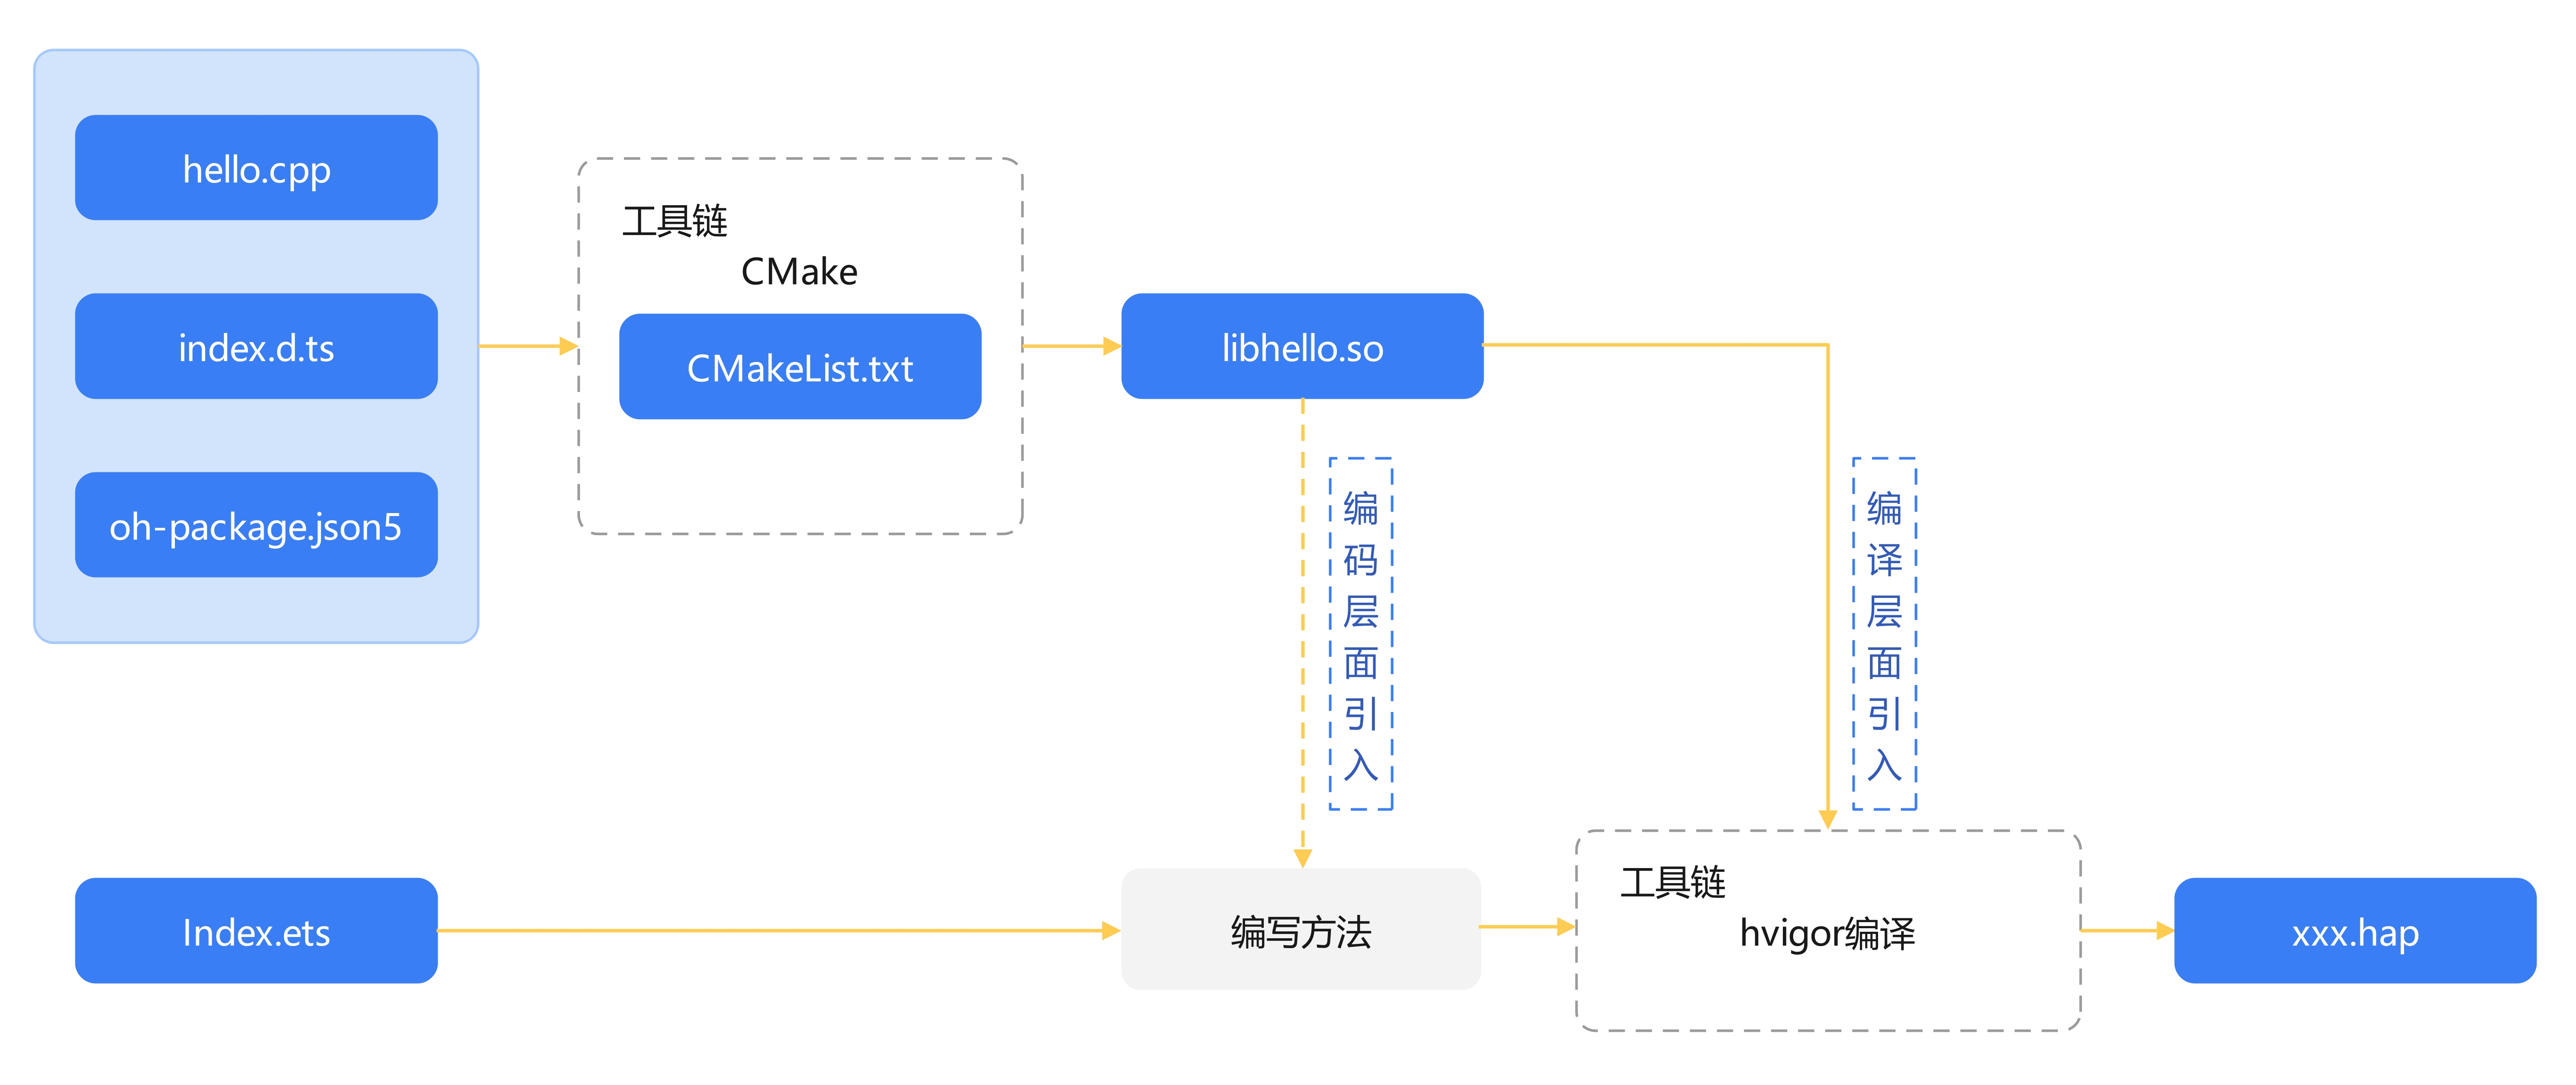 hello.cpp
index.d.ts
oh-package.json5
工具链
CMake
CMakeList.txt
libhello.so
编码层面引入
编译层面引入
Index.ets
编写方法
工具链
hvigor编译
xxx.hap